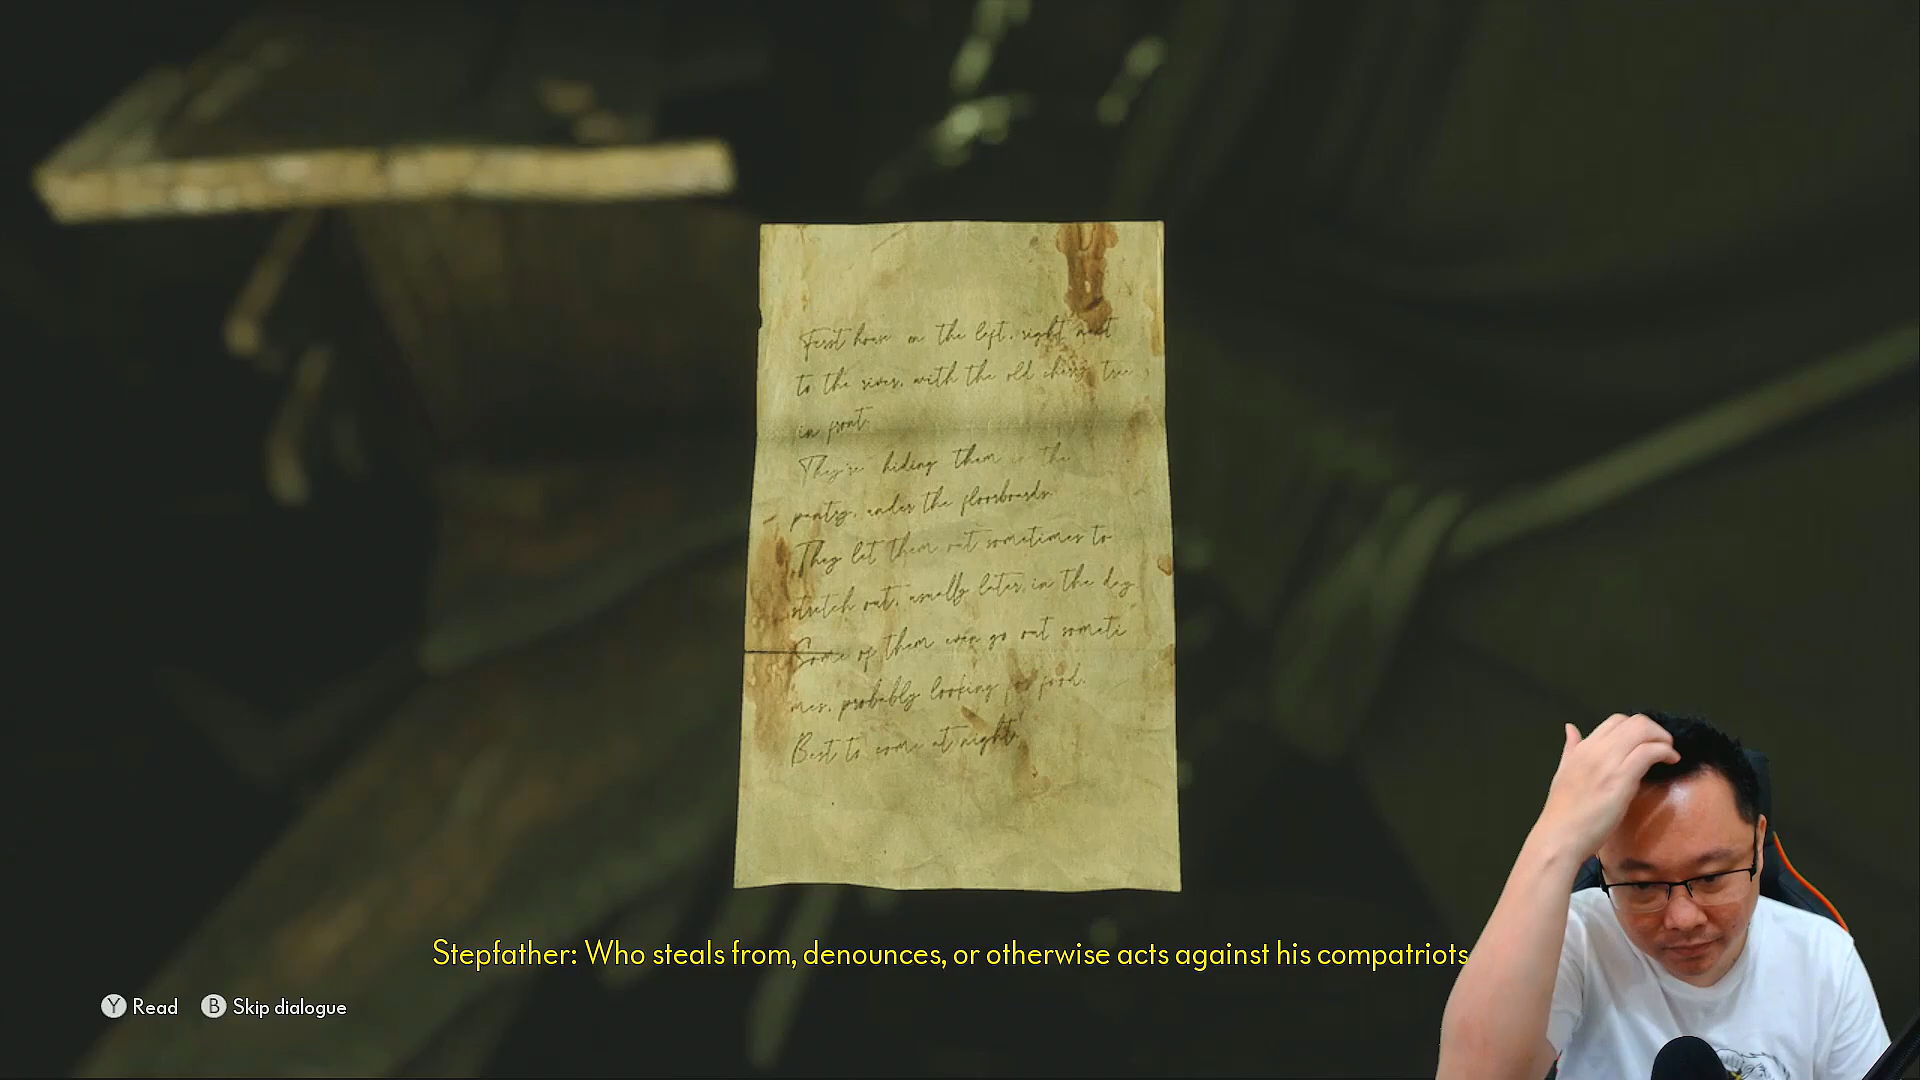 First house on the left, right next
to the river, with the old cherry tree
in front.
They're hiding them in the
pantry, under the floorboards.
They let them out sometimes to
stretch out, usually later in the day.
Some of them even go out someti
mes, probably looking for food.
Best to come at night.
Stepfather: Who steals from, denounces, or otherwise acts against his compatriots
Y Read B Skip dialogue